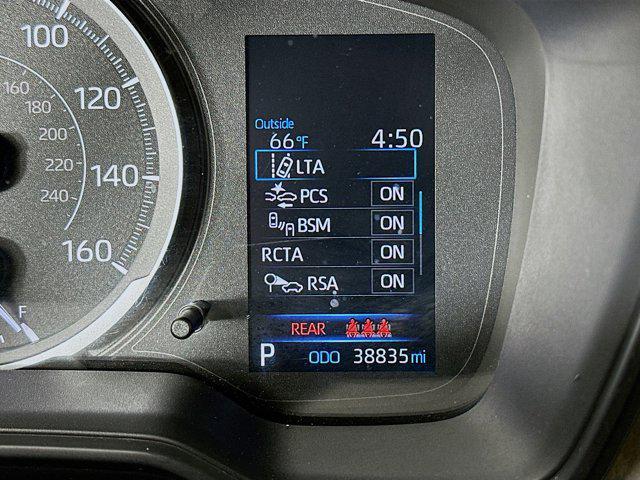 100
120
140
160
160
180
200
220
240
F
Outside
66°F
4:50
LTA
PCS ON
BSM ON
RCTA ON
RSA ON
REAR
P ODO 38835 mi